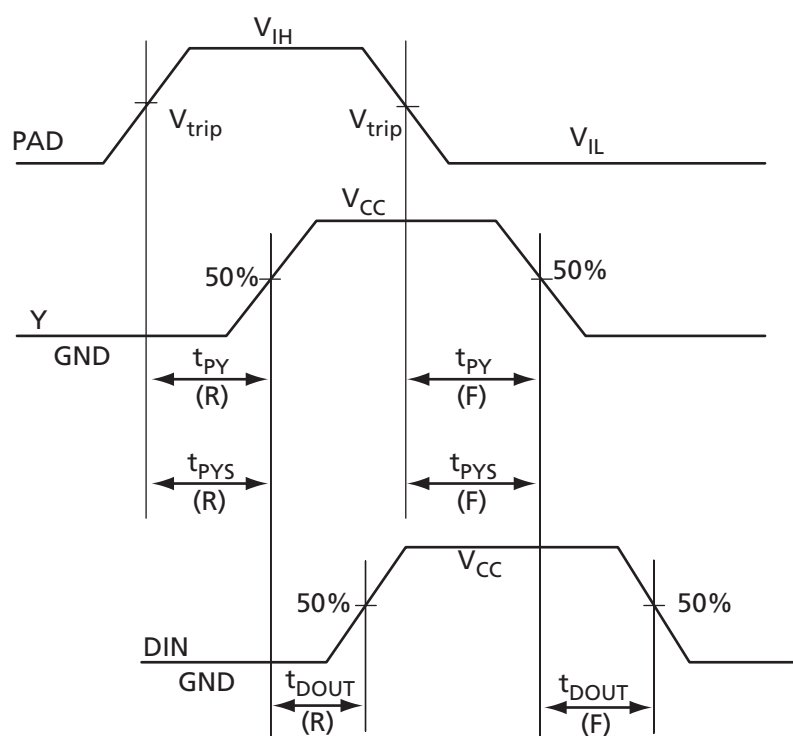 V_IH
V_trip V_trip
PAD V_IL
V_CC
50% 50%
Y
GND
t_PY t_PY
(R) (F)
t_PYS t_PYS
(R) (F)
V_CC
50% 50%
DIN
GND
t_DOUT t_DOUT
(R) (F)